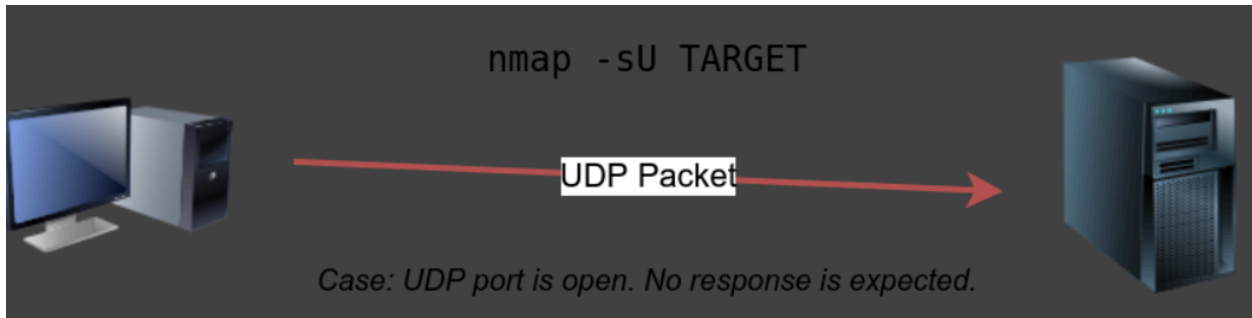 nmap -sU TARGET
UDP Packet
Case: UDP port is open. No response is expected.